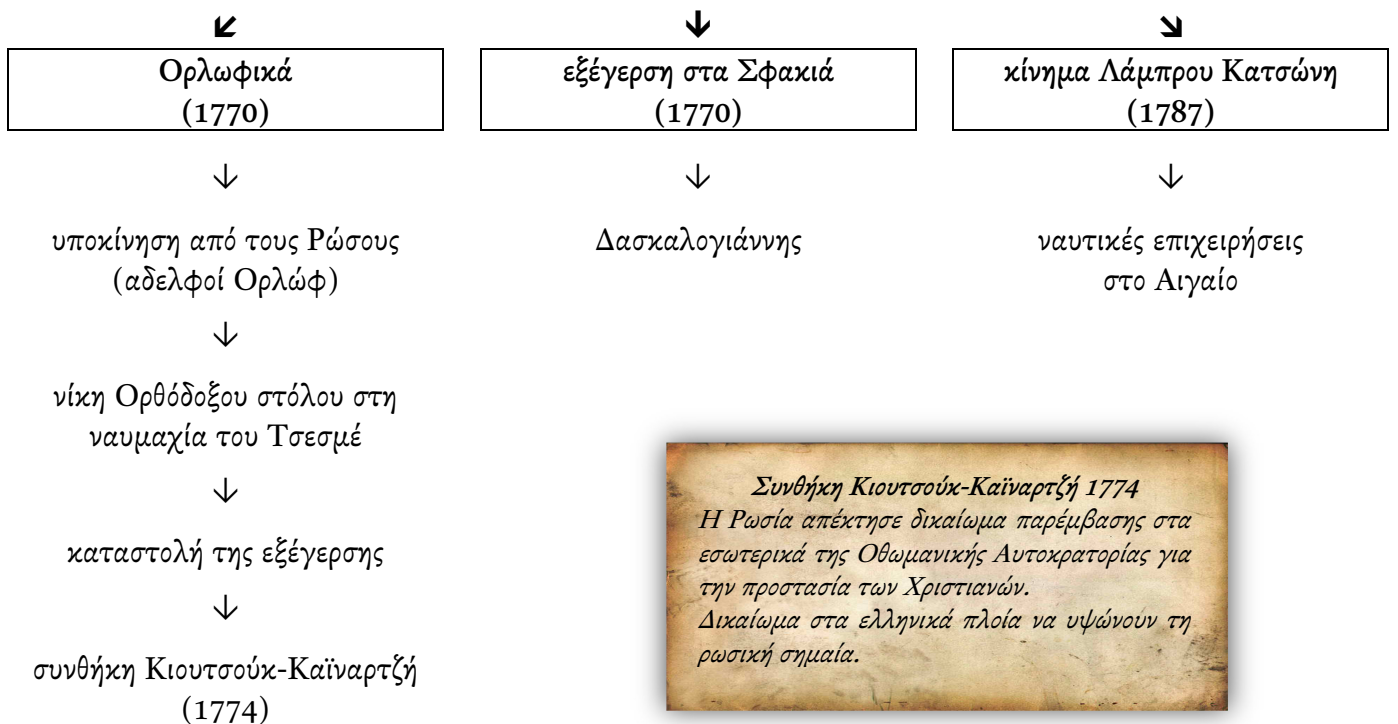 Ορλωφικά
(1770)
εξέγερση στα Σφακιά
(1770)
κίνημα Λάμπρου Κατσώνη
(1787)
υποκίνηση από τους Ρώσους
(αδελφοί Ορλώφ)
Δασκαλογιάννης
ναυτικές επιχειρήσεις
στο Αιγαίο
νίκη Ορθόδοξου στόλου στη
ναυμαχία του Τσεσμέ
καταστολή της εξέγερσης
συνθήκη Κιουτσούκ-Καϊναρτζή
(1774)
Συνθήκη Κιουτσούκ-Καϊναρτζή 1774
Η Ρωσία απέκτησε δικαίωμα παρέμβασης στα
εσωτερικά της Οθωμανικής Αυτοκρατορίας για
την προστασία των Χριστιανών.
Δικαίωμα στα ελληνικά πλοία να υψώνουν τη
ρωσική σημαία.